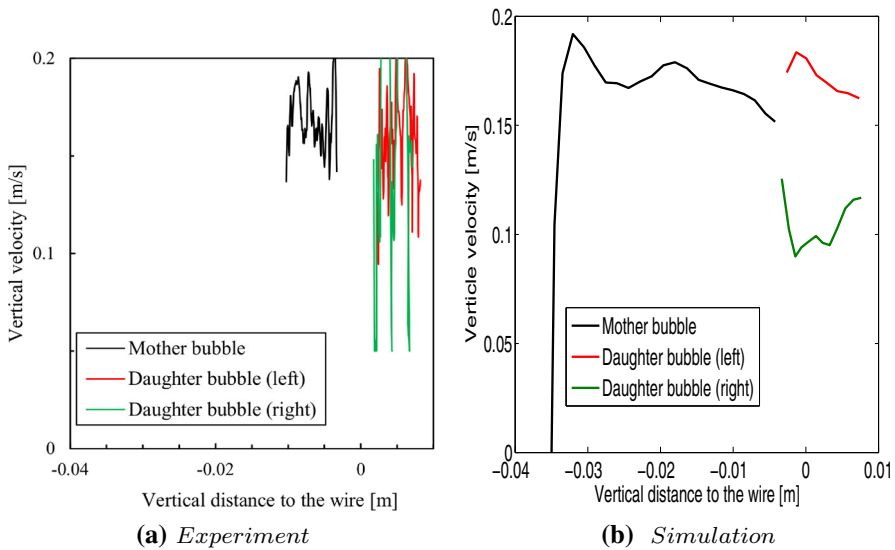 0.2
0.1
0
Vertical velocity [m/s]
Mother bubble
Daughter bubble (left)
Daughter bubble (right)
-0.04
-0.02
0
Vertical distance to the wire [m]
(a) Experiment
0.2
0.15
0.1
0.05
0
Verticle velocity [m/s]
Mother bubble
Daughter bubble (left)
Daughter bubble (right)
−0.04
−0.03
−0.02
−0.01
0
0.01
Vertical distance to the wire [m]
(b) Simulation